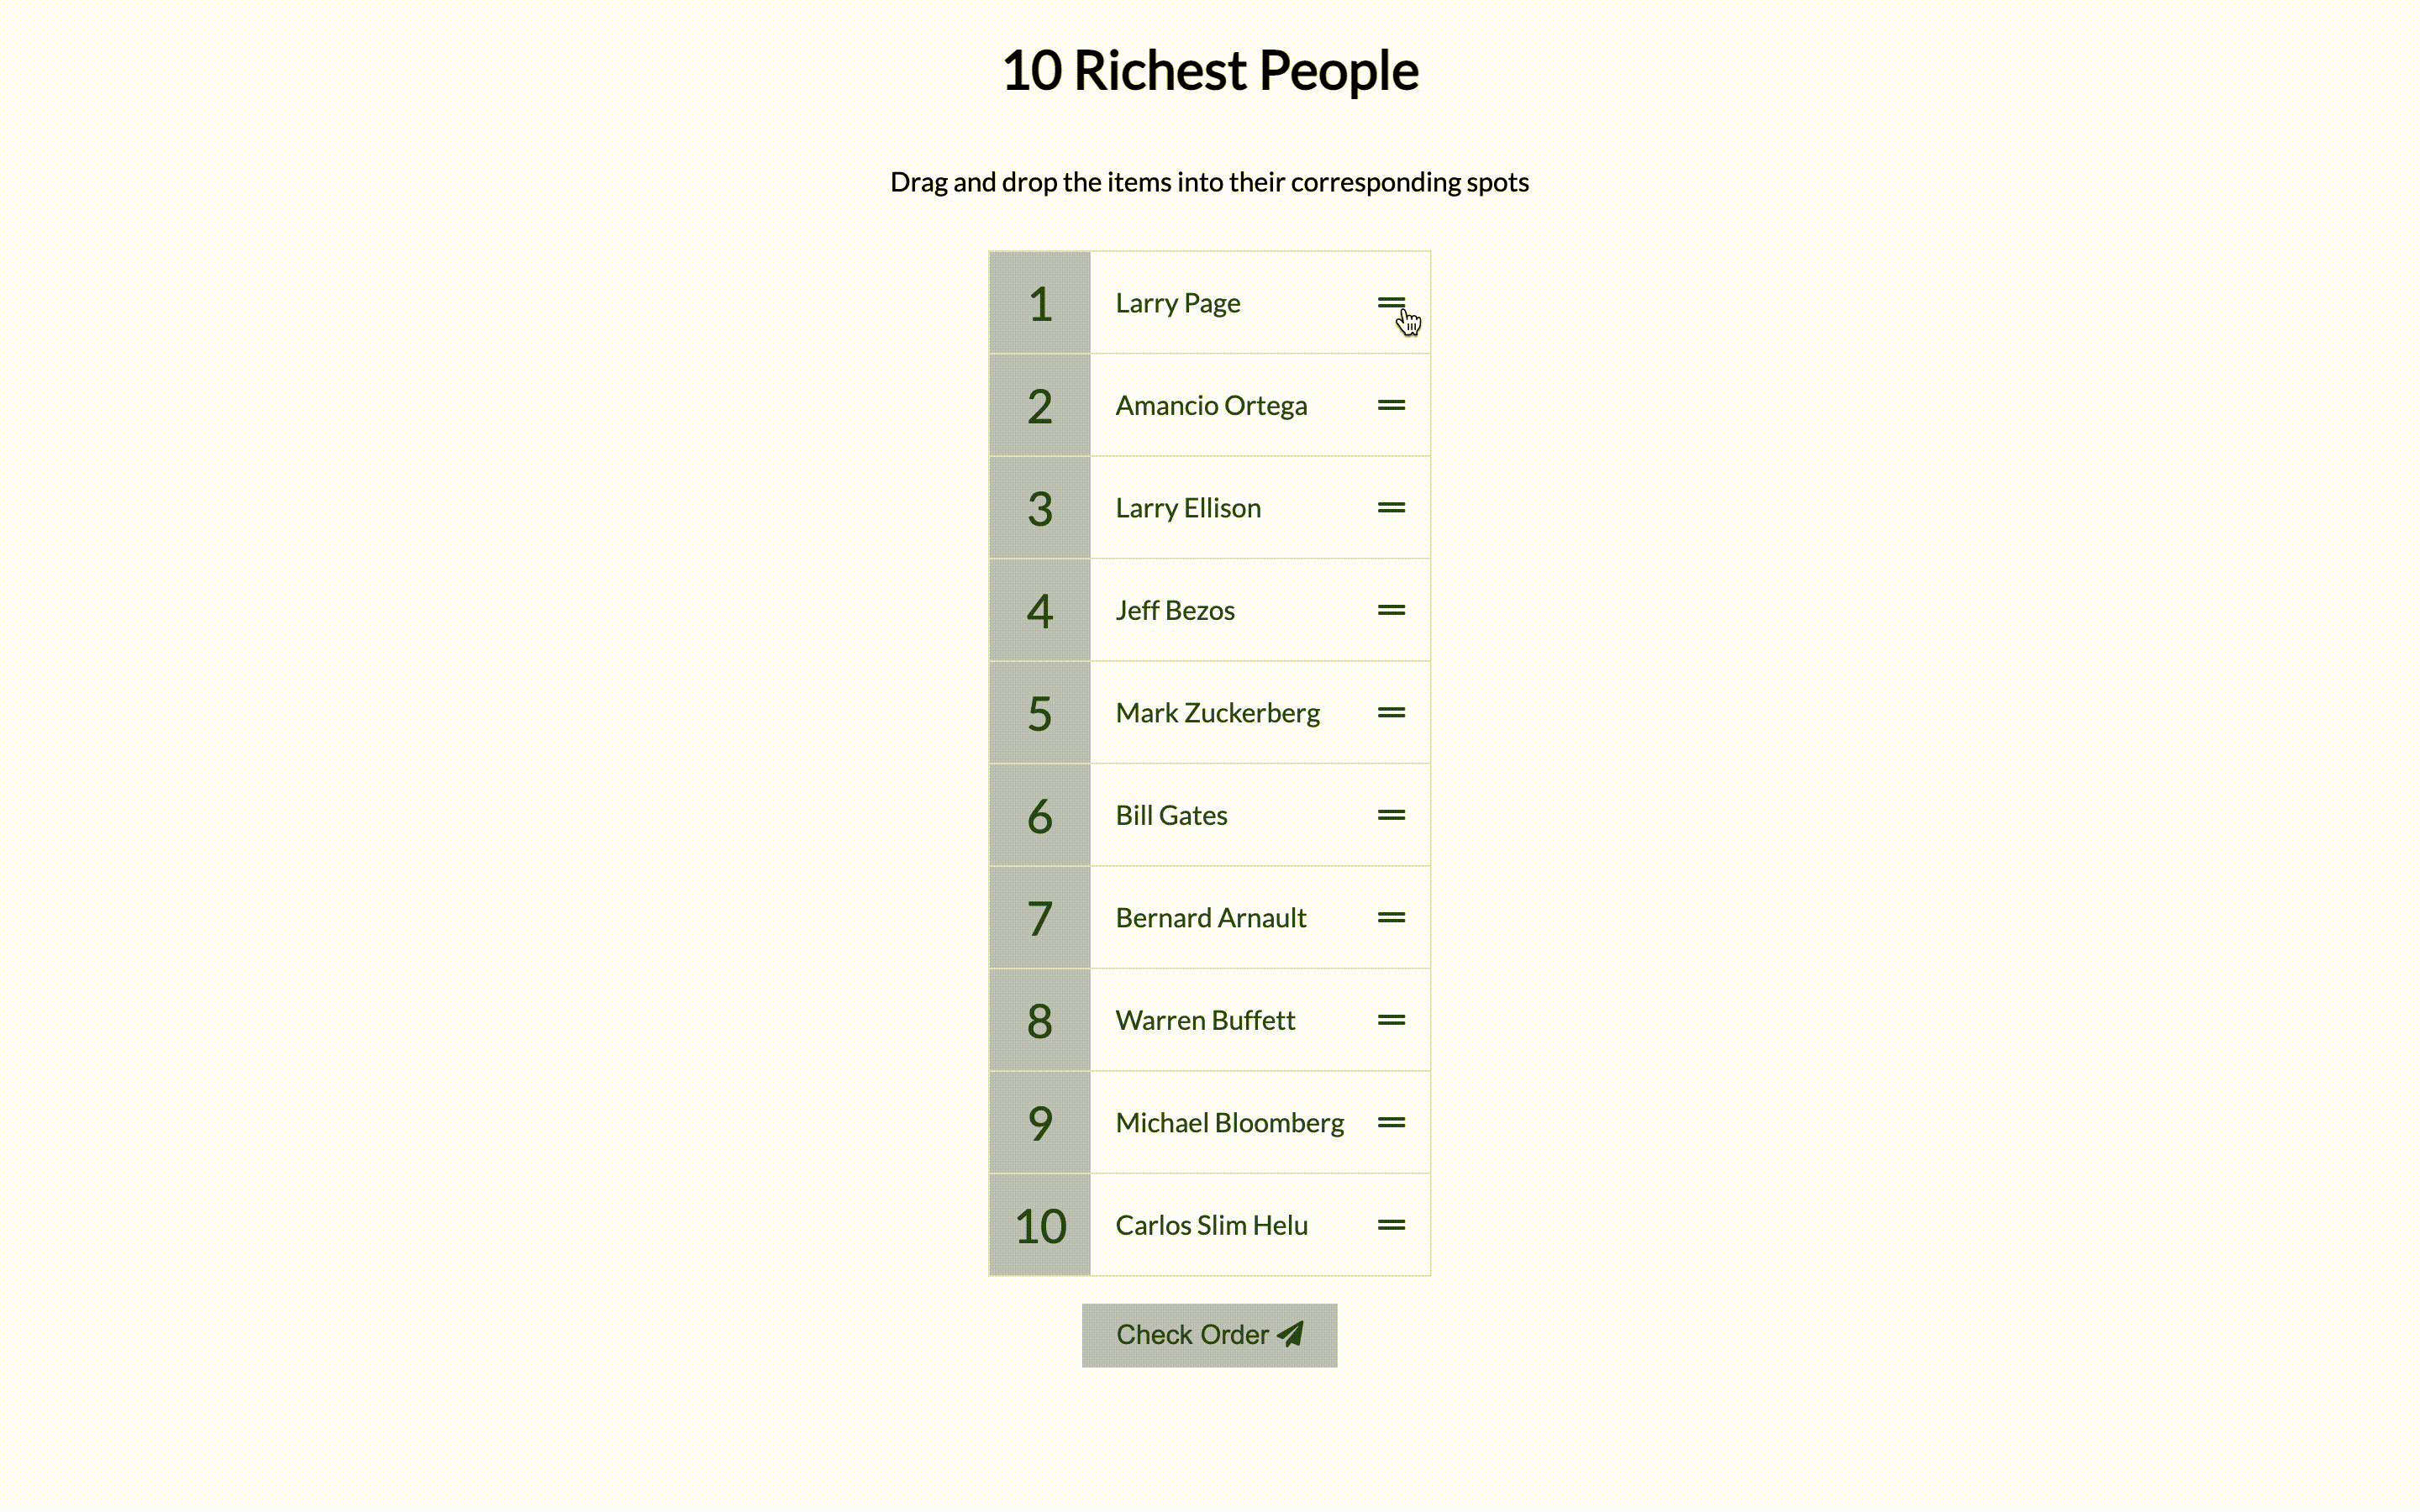 10 Richest People
Drag and drop the items into their corresponding spots
1 Larry Page
2 Amancio Ortega
3 Larry Ellison
4 Jeff Bezos
5 Mark Zuckerberg
6 Bill Gates
7 Bernard Arnault
8 Warren Buffett
9 Michael Bloomberg
10 Carlos Slim Helu
Check Order